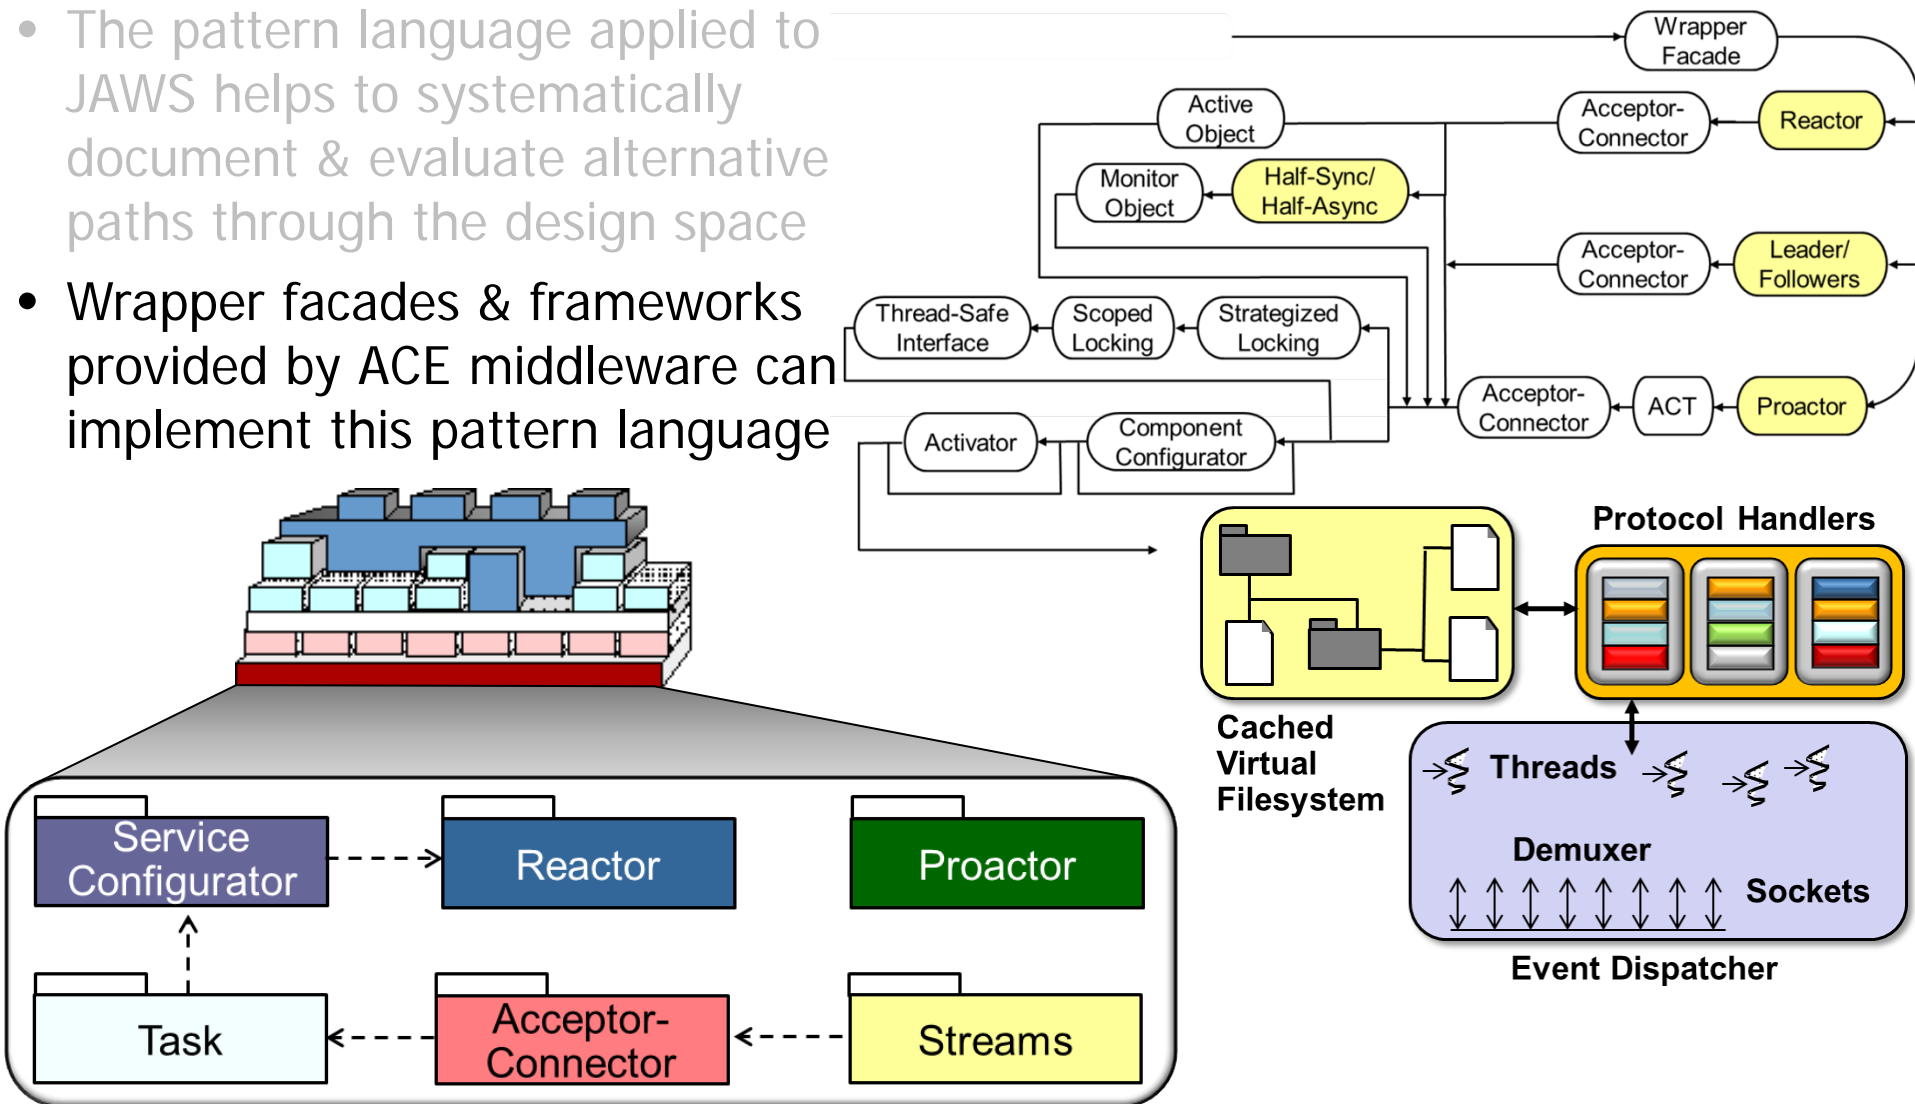 • The pattern language applied to
JAWS helps to systematically
document & evaluate alternative
paths through the design space
• Wrapper facades & frameworks
provided by ACE middleware can
implement this pattern language
Wrapper
Facade
Active
Object
Acceptor-
Connector
Reactor
Monitor
Object
Half-Sync/
Half-Async
Acceptor-
Connector
Leader/
Followers
Thread-Safe
Interface
Scoped
Locking
Strategized
Locking
Acceptor-
Connector
ACT
Proactor
Activator
Component
Configurator
Protocol Handlers
Cached
Virtual
Filesystem
Threads
Demuxer
Sockets
Event Dispatcher
Service
Configurator
Reactor
Proactor
Task
Acceptor-
Connector
Streams